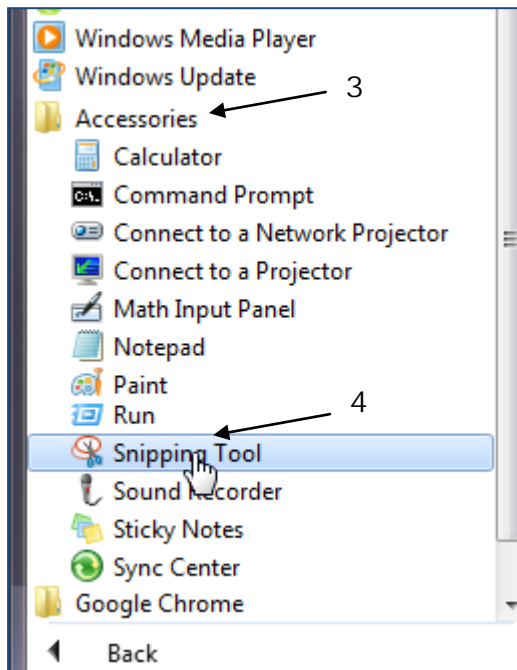 Windows Media Player
Windows Update
3
Accessories
Calculator
Command Prompt
Connect to a Network Projector
Connect to a Projector
Math Input Panel
Notepad
Paint
4
Run
Snipping Tool
Sound Recorder
Sticky Notes
Sync Center
Google Chrome
Back